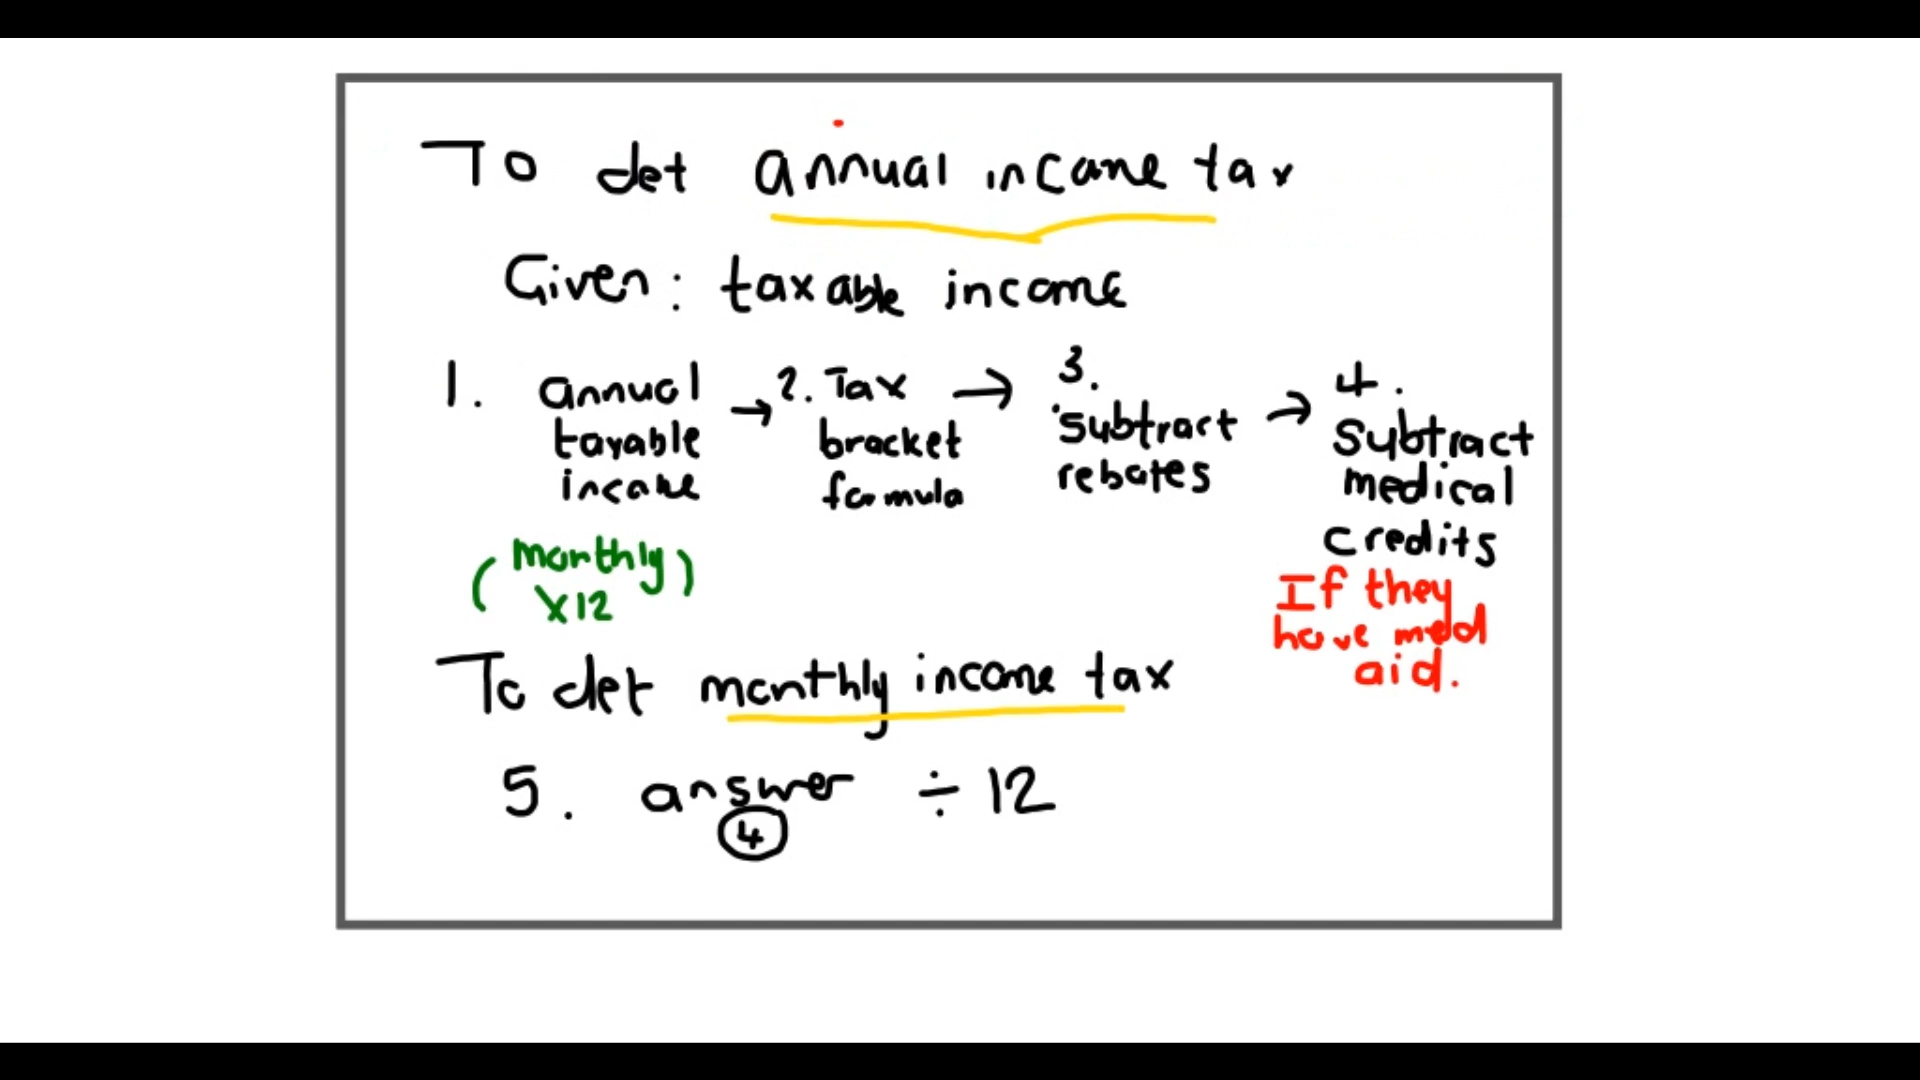 To det annual income tax
Given: taxable income
1. annual taxable income
→ 2. Tax bracket formula
→ 3. Subtract rebates
→ 4. Subtract medical credits
(monthly x12)
If they have med aid.
To det monthly income tax
5. answer ÷ 12
4